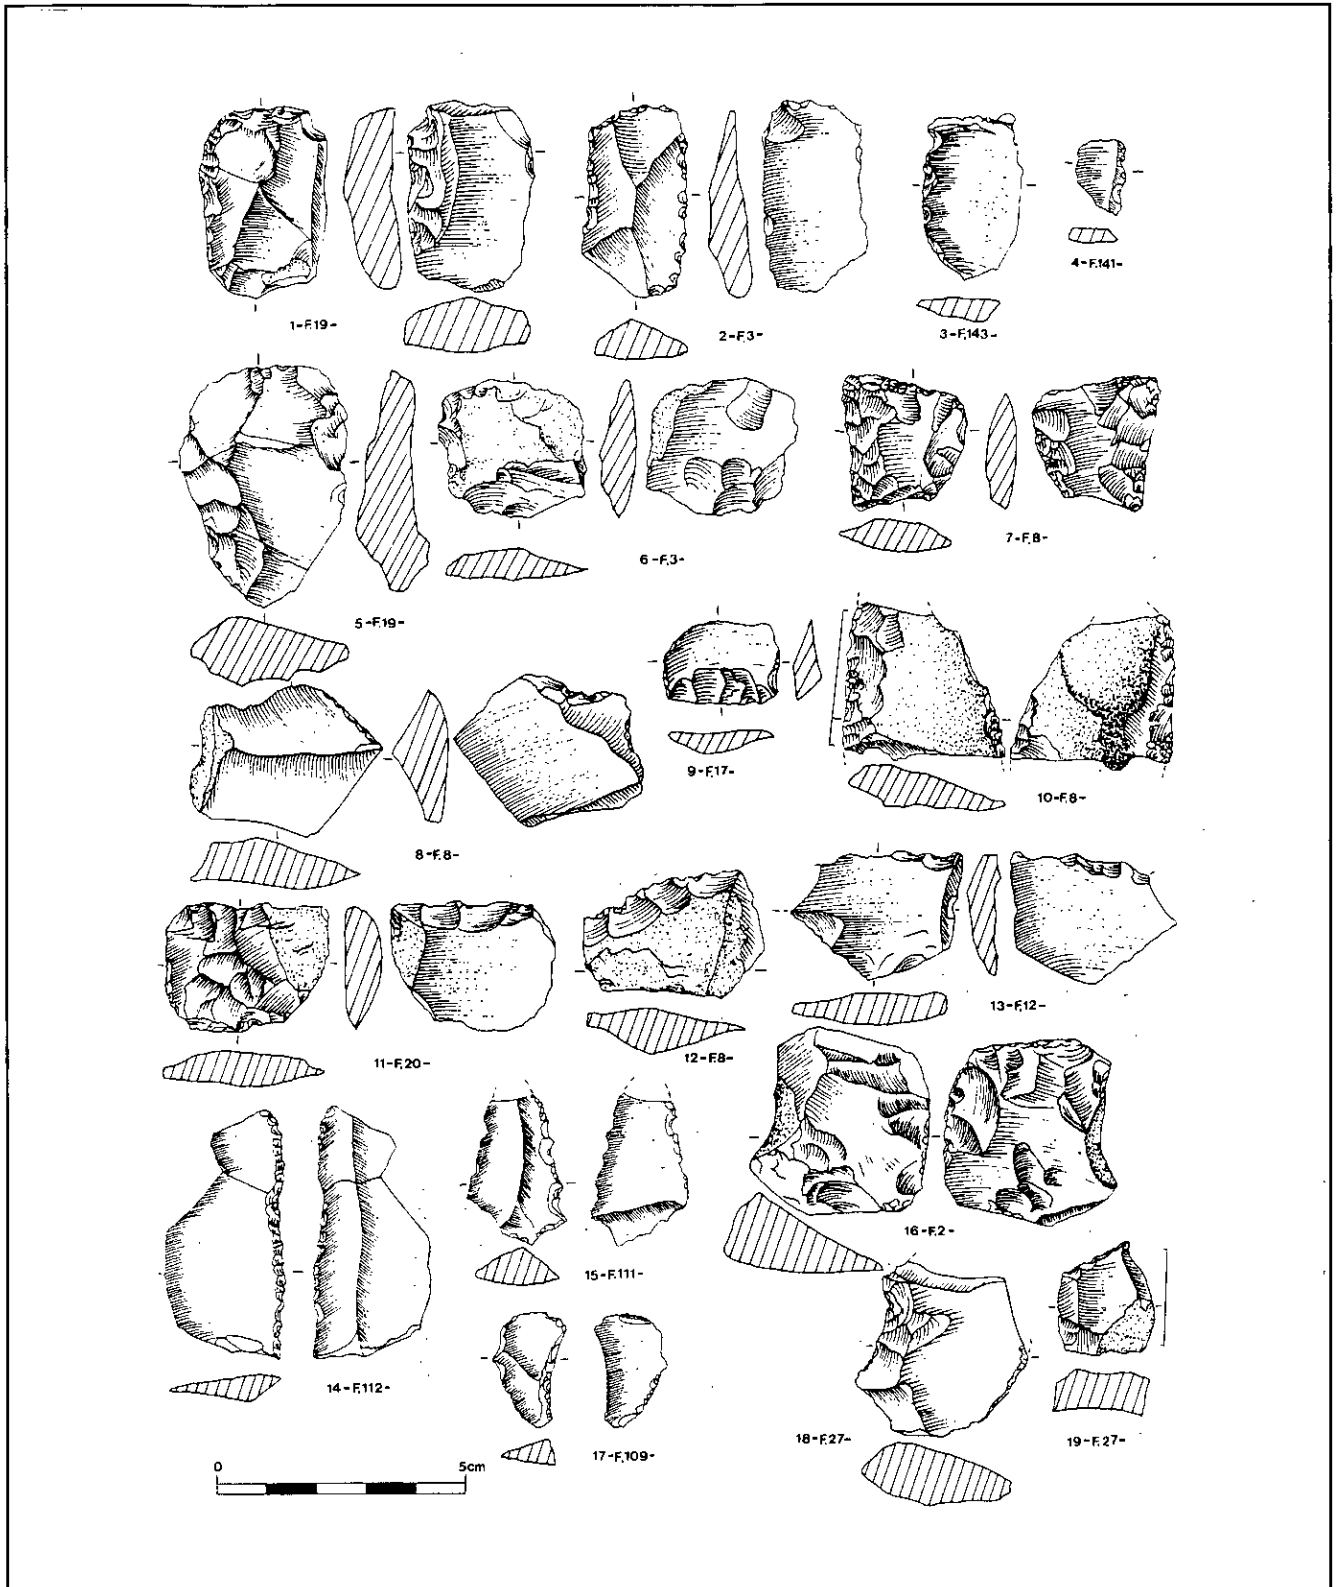 1-F.19-
2-F.3-
3-F.143-
4-F.141-
5-F.19-
6-F.3-
7-F.8-
8-F.8-
9-F.17-
10-F.8-
11-F.20-
12-F.8-
13-F.12-
14-F.112-
15-F.111-
16-F.2-
17-F.109-
18-F.27-
19-F.27-
0 5cm